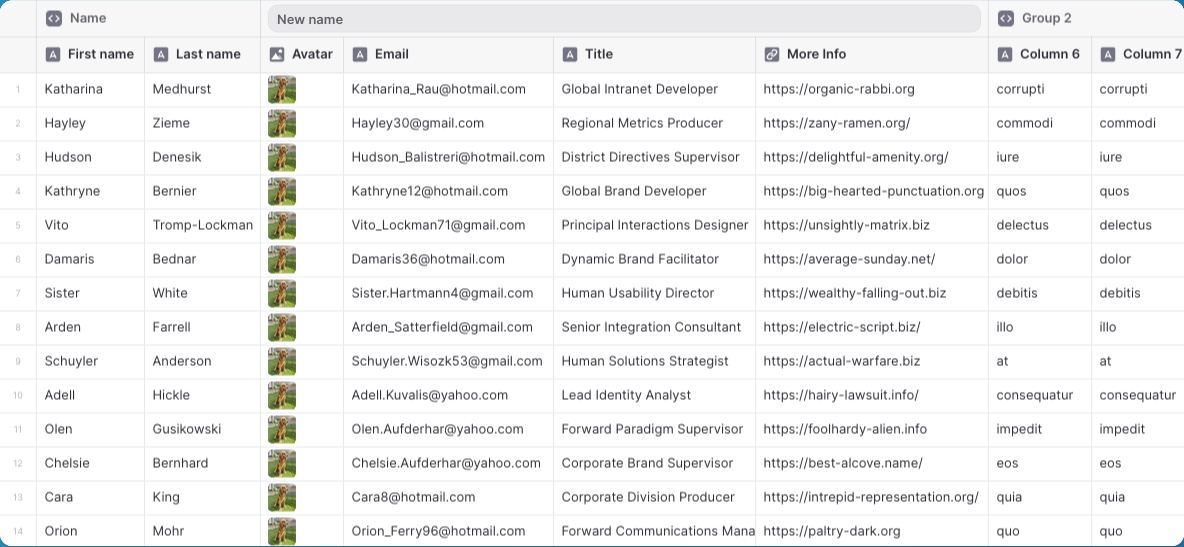 Name New name Group 2
First name Last name Avatar Email Title More Info Column 6 Column 7
1 Katharina Medhurst Katharina_Rau@hotmail.com Global Intranet Developer https://organic-rabbi.org corrupti corrupti
2 Hayley Zieme Hayley30@gmail.com Regional Metrics Producer https://zany-ramen.org/ commodi commodi
3 Hudson Denesik Hudson_Balistreri@hotmail.com District Directives Supervisor https://delightful-amenity.org/ iure iure
4 Kathryne Bernier Kathryne12@hotmail.com Global Brand Developer https://big-hearted-punctuation.org quos quos
5 Vito Tromp-Lockman Vito_Lockman71@gmail.com Principal Interactions Designer https://unsightly-matrix.biz delectus delectus
6 Damaris Bednar Damaris36@hotmail.com Dynamic Brand Facilitator https://average-sunday.net/ dolor dolor
7 Sister White Sister.Hartmann4@gmail.com Human Usability Director https://wealthy-falling-out.biz debitis debitis
8 Arden Farrell Arden_Satterfield@gmail.com Senior Integration Consultant https://electric-script.biz/ illo illo
9 Schuyler Anderson Schuyler.Wisozk53@gmail.com Human Solutions Strategist https://actual-warfare.biz at at
10 Adell Hickle Adell.Kuvalis@yahoo.com Lead Identity Analyst https://hairy-lawsuit.info/ consequatur consequatur
11 Olen Gusikowski Olen.Aufderhar@yahoo.com Forward Paradigm Supervisor https://foolhardy-alien.info impedit impedit
12 Chelsie Bernhard Chelsie.Aufderhar@yahoo.com Corporate Brand Supervisor https://best-alcove.name/ eos eos
13 Cara King Cara8@hotmail.com Corporate Division Producer https://intrepid-representation.org/ quia quia
14 Orion Mohr Orion_Ferry96@hotmail.com Forward Communications Mana https://paltry-dark.org quo quo